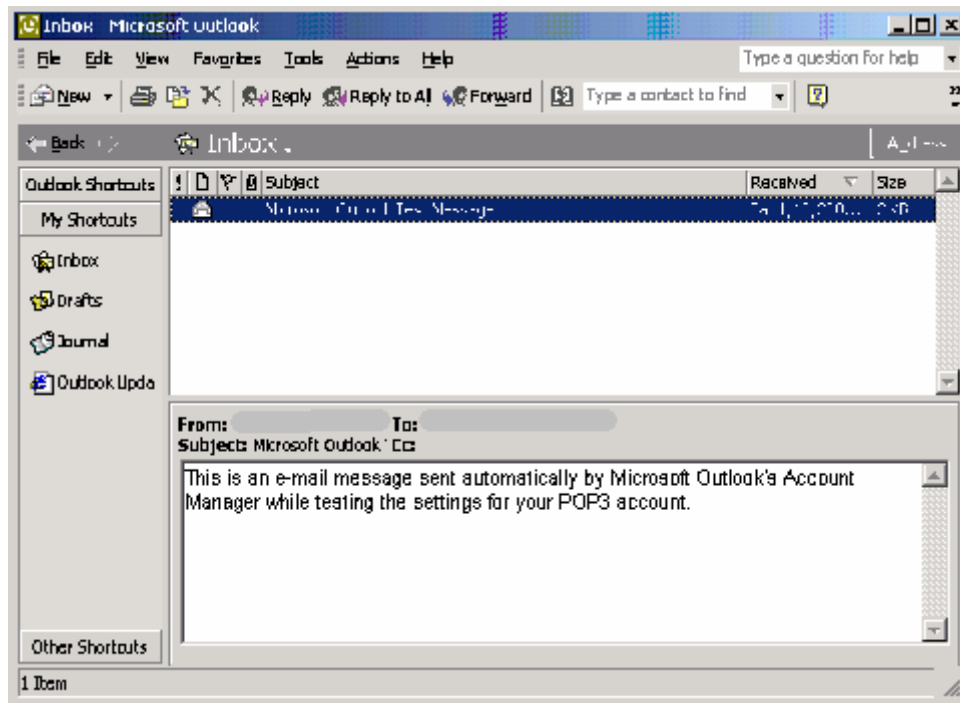 Inbox Microsoft Outlook
File Edit View Favorites Tools Actions Help Type a question for help
New Reply Reply to All Forward Type a contact to find
Back Inbox
Outlook Shortcuts ! Subject Received Size
My Shortcuts
Microsoft Message
Inbox
Drafts
Journal
Outlook Upda
From: To:
Subject: Microsoft Outlook
This is an e-mail message sent automatically by Microsoft Outlook's Account
Manager while testing the settings for your POP3 account.
Other Shortcuts
1 Item